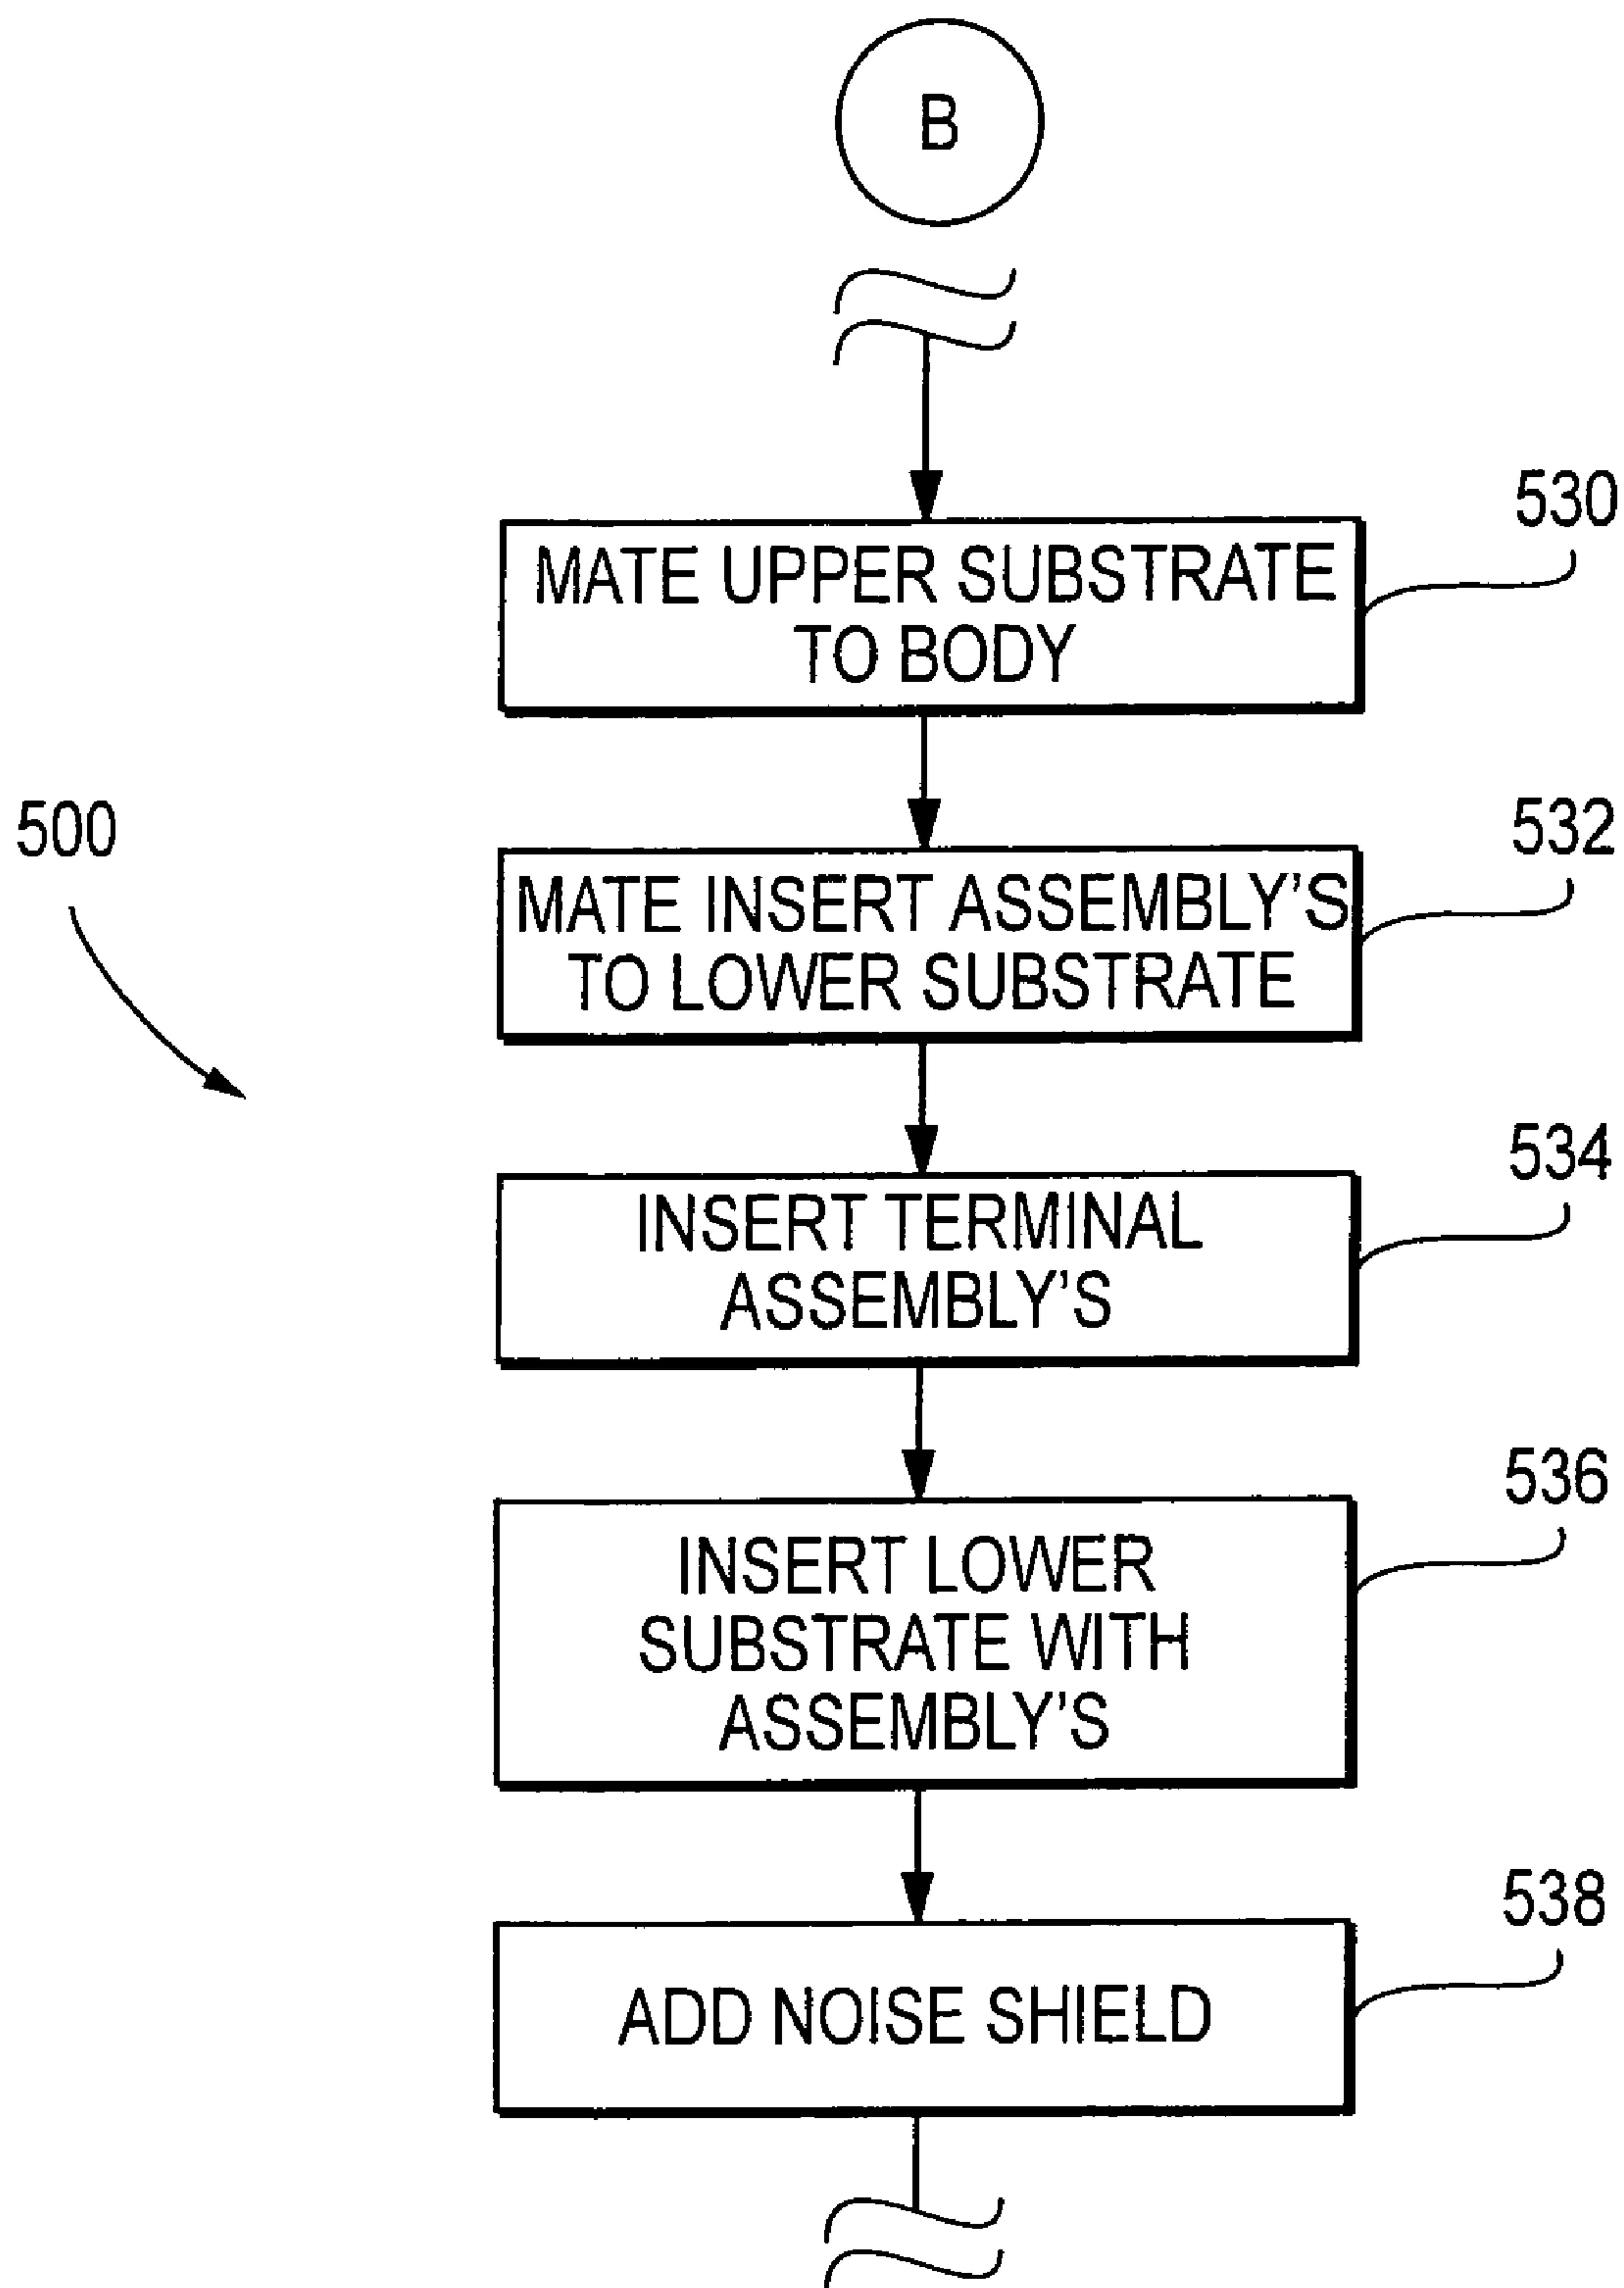 B
530
MATE UPPER SUBSTRATE
TO BODY
500
532
MATE INSERT ASSEMBLY'S
TO LOWER SUBSTRATE
534
INSERT TERMINAL
ASSEMBLY'S
536
INSERT LOWER
SUBSTRATE WITH
ASSEMBLY'S
538
ADD NOISE SHIELD